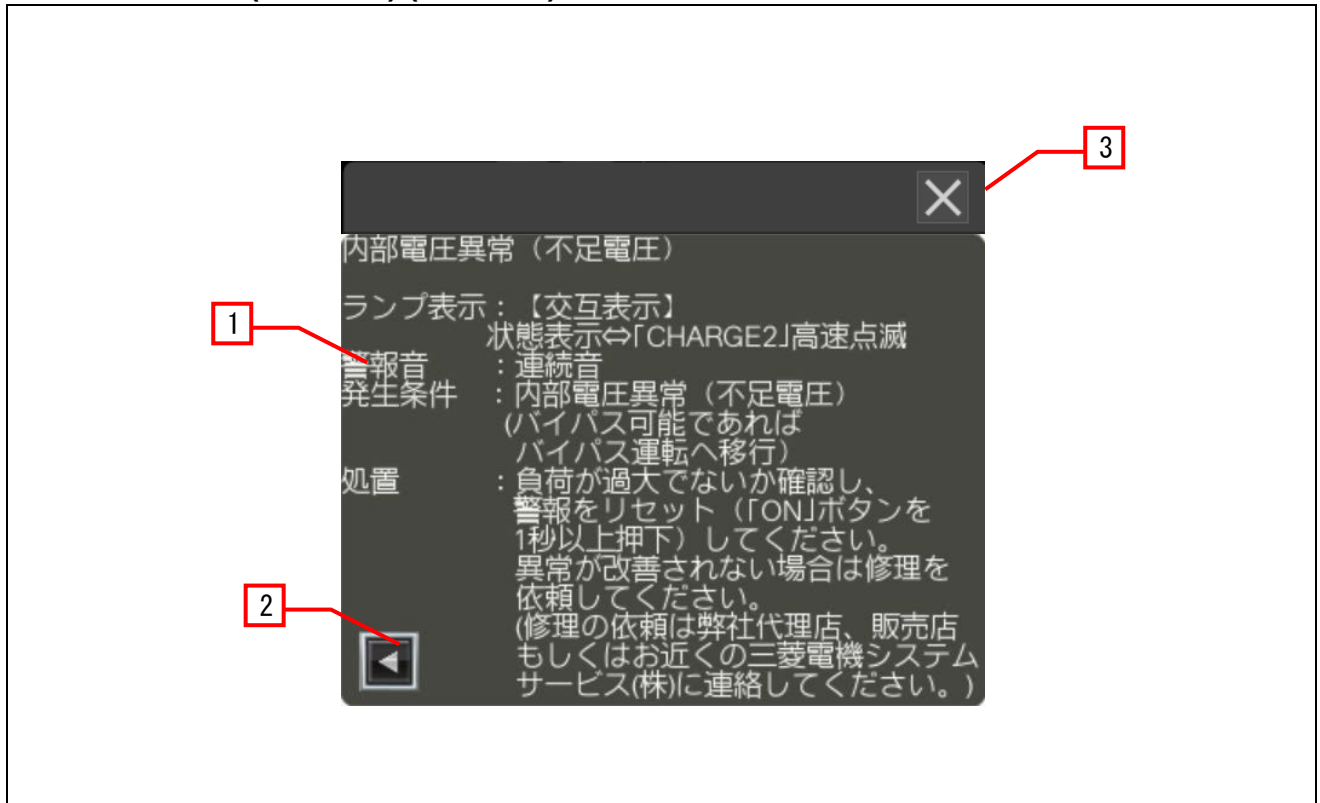 3
内部電圧異常（不足電圧）
ランプ表示：【交互表示】
1
状態表示⇔「CHARGE2」高速点滅
警報音　：連続音
発生条件　：内部電圧異常（不足電圧）
(バイパス可能であれば
バイパス運転へ移行）
処置　：負荷が過大でないか確認し、
警報をリセット（「ON」ボタンを
1秒以上押下）してください。
異常が改善されない場合は修理を
2
依頼してください。
(修理の依頼は弊社代理店、販売店
もしくはお近くの三菱電機システム
サービス(株)に連絡してください。)